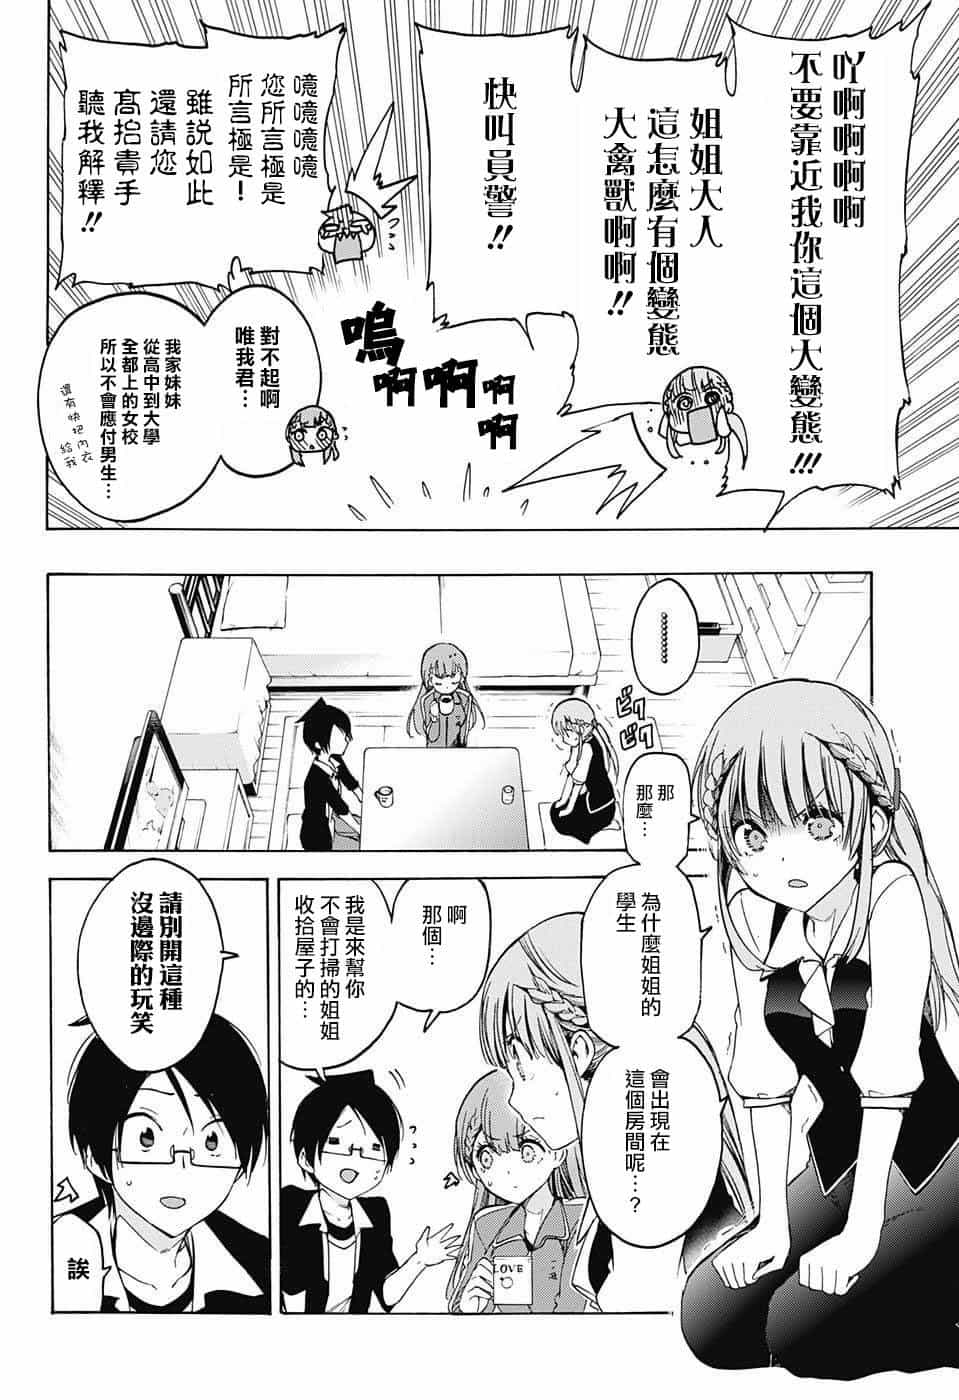 吖啊啊啊啊
不要靠近我你這個大變態!!!
姐姐大人
這怎麼有個變態
大禽獸啊啊!!
快叫員警!!
噫噫噫噫
您所言極是
所言極是!
雖説如此
還請您
高抬貴手
聽我解釋!!
嗚啊啊啊啊
對不起啊
唯我君…
我家妹妹
從高中到大學
全都上的女校
所以不會應付男生…
還有快把內衣
給我
…………
ビクビク
那
那麼…
為什麼姐姐的
學生
會出現在
這個房間呢…?
啊
那個…
我是來幫你
不會打掃的姐姐
收拾屋子的…
LOVE
請別開這種
沒邊際的玩笑
誒